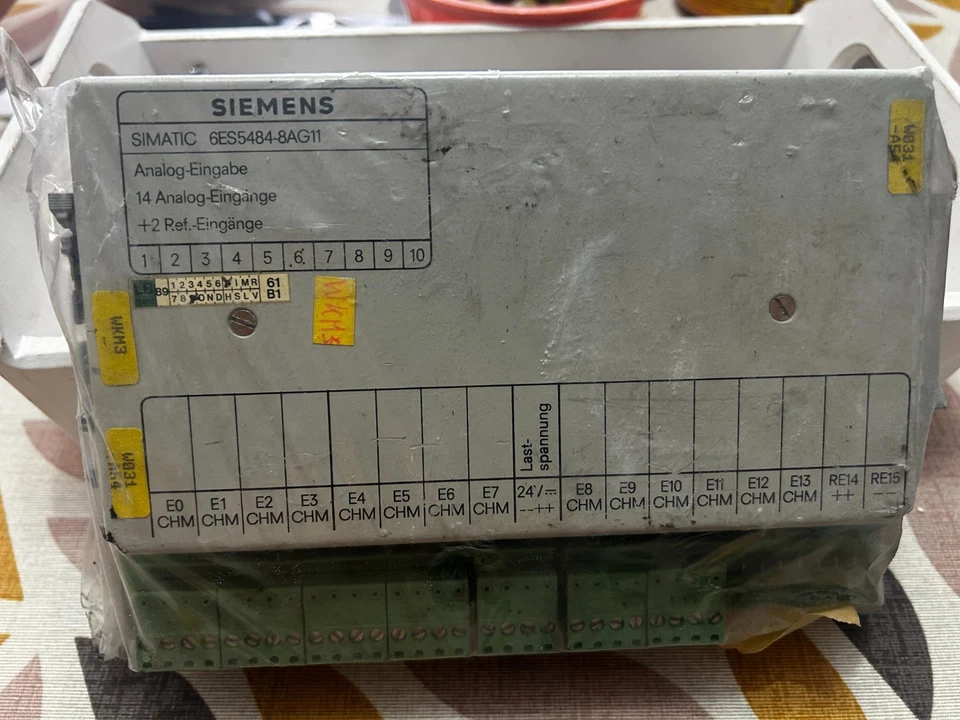 SIEMENS
SIMATIC 6ES5484-8AG11
Analog-Eingabe
14 Analog-Eingänge
+2 Ref.-Eingänge
1 2 3 4 5 6 7 8 9 10
W031
89 1 2 3 4 5 6 I M R 61
7 8 O N D H S L V B1
WKM3
W031
Last-
spannung
E0 E1 E2 E3 E4 E5 E6 E7 24V E8 E9 E10 E11 E12 E13 RE14 RE15
CHM CHM CHM CHM CHM CHM CHM CHM --++ CHM CHM CHM CHM CHM CHM ++ --